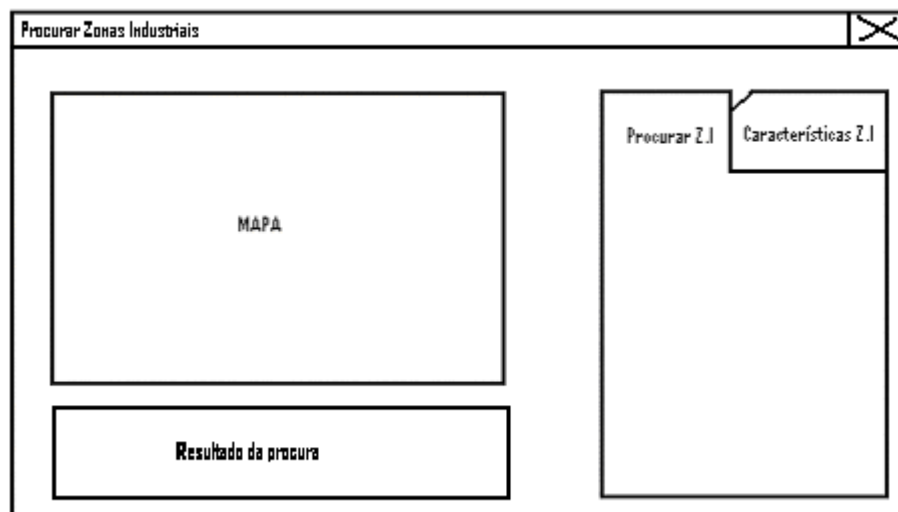 Procurar Zonas Industriais
MAPA
Resultado da procura
Procurar Z.I
Características Z.I